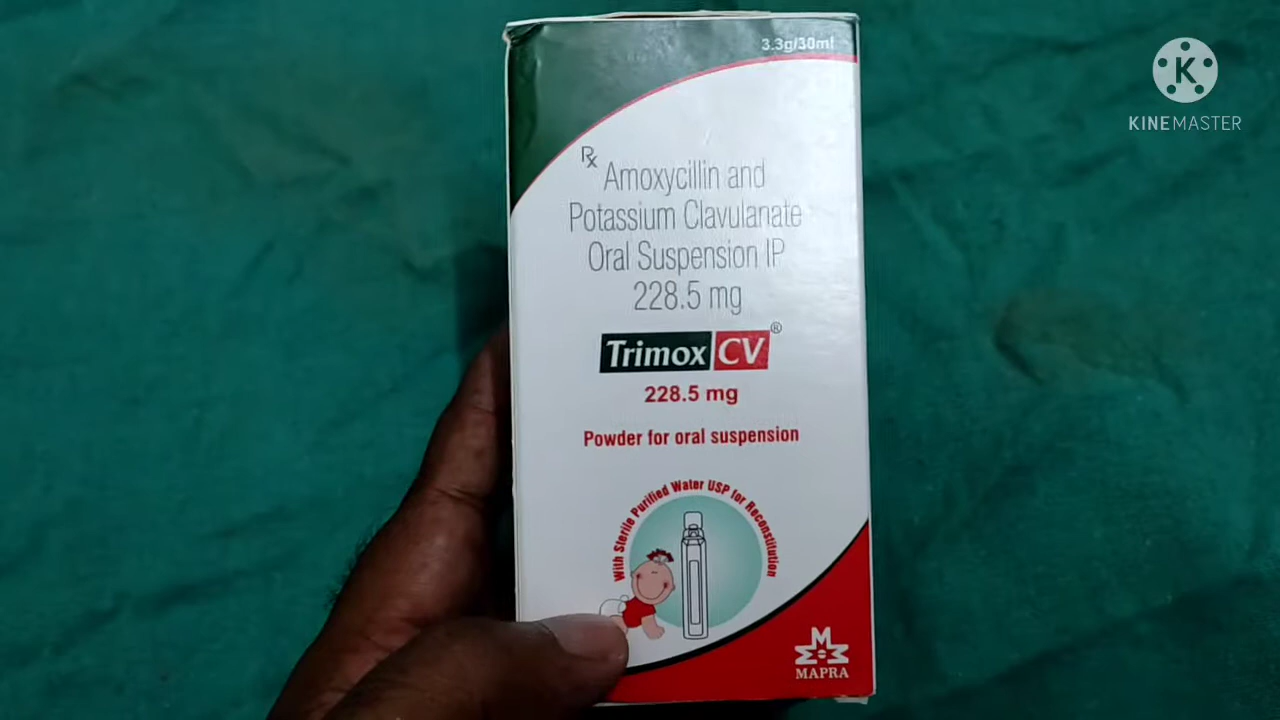 3.3g/30ml
K
KINEMASTER
Rx
Amoxycillin and
Potassium Clavulanate
Oral Suspension IP
228.5 mg
Trimox CV®
228.5 mg
Powder for oral suspension
With Sterile Purified Water USP for Reconstitution
M
MAPRA